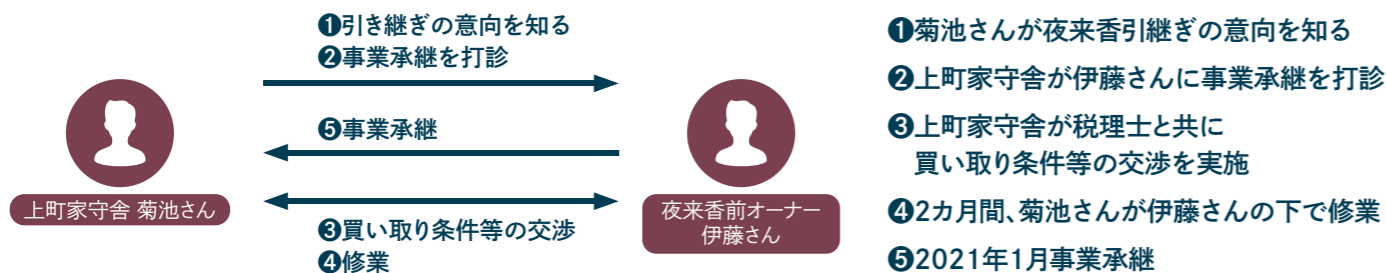 ❶引き継ぎの意向を知る
❷事業承継を打診
❺事業承継
上町家守舎 菊池さん
❸買い取り条件等の交渉
❹修業
夜来香前オーナー
伊藤さん
❶菊池さんが夜来香引継ぎの意向を知る
❷上町家守舎が伊藤さんに事業承継を打診
❸上町家守舎が税理士と共に
買い取り条件等の交渉を実施
❹2カ月間、菊池さんが伊藤さんの下で修業
❺2021年1月事業承継